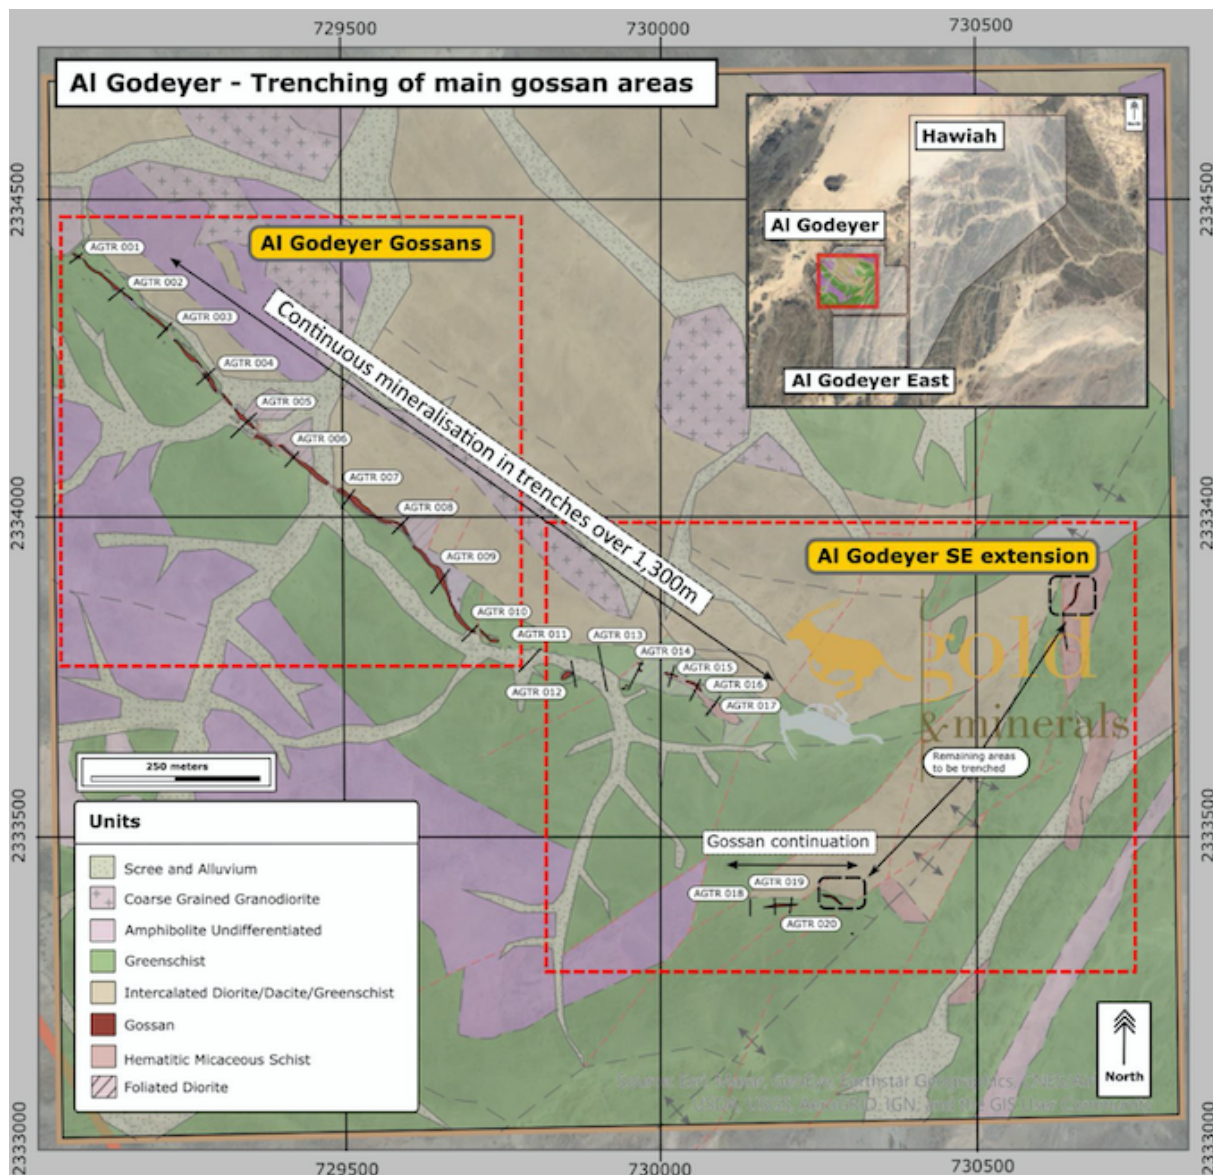 729500
730000
730500
Al Godeyer - Trenching of main gossan areas
North
Hawiah
Al Godeyer
Al Godeyer East
2334500
2334500
Al Godeyer Gossans
AGTR 001
AGTR 002
AGTR 003
AGTR 004
AGTR 005
AGTR 006
AGTR 007
AGTR 008
AGTR 009
AGTR 010
AGTR 011
AGTR 012
AGTR 013
AGTR 014
AGTR 015
AGTR 016
AGTR 017
Continuous mineralisation in trenches over 1,300m
2334000
2333400
Al Godeyer SE extension
gold
&minerals
Remaining areas
to be trenched
250 meters
2333500
2333500
Gossan continuation
AGTR 018
AGTR 019
AGTR 020
Units
Scree and Alluvium
Coarse Grained Granodiorite
Amphibolite Undifferentiated
Greenschist
Intercalated Diorite/Dacite/Greenschist
Gossan
Hematitic Micaceous Schist
Foliated Diorite
North
2333000
2333000
729500
730000
730500